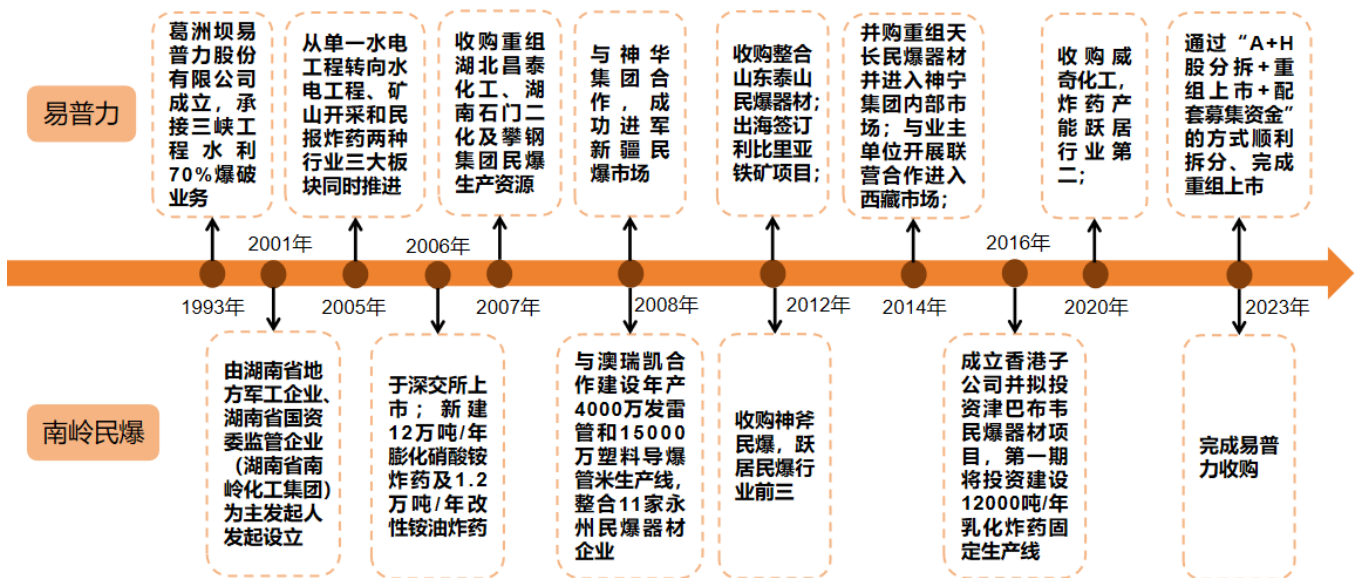 葛洲坝易
普力股份
有限公司
成立，承
接三峡工
程水利
70%爆破
业务
从单一水电
工程转向水
电工程、矿
山开采和民
报炸药两种
行业三大板
块同时推进
收购重组
湖北昌泰
化工、湖
南石门二
化及攀钢
集团民爆
生产资源
与神华
集团合
作，成
功进军
新疆民
爆市场
收购整合
山东泰山
民爆器材；
出海签订
利比里亚
铁矿项目；
并购重组天
长民爆器材
并进入神宁
集团内部市
场；与业主
单位开展联
营合作进入
西藏市场；
收购威
奇化工，
炸药产
能跃居
行业第
二；
通过“A+H
股分拆+重
组上市+配
套募集资金”
的方式顺利
拆分、完成
重组上市
易普力
2001年
2006年
2016年
1993年
2005年
2007年
2008年
2012年
2014年
2020年
2023年
南岭民爆
由湖南省地
方军工企业、
湖南省国资
委监管企业
（湖南省南
岭化工集团）
为主发起人
发起设立
于深交所上
市；新建
12万吨/年
膨化硝酸铵
炸药及1.2
万吨/年改
性铵油炸药
与澳瑞凯合
作建设年产
4000万发雷
管和15000
万塑料导爆
管米生产线，
整合11家永
州民爆器材
企业
收购神斧
民爆，跃
居民爆行
业前三
成立香港子
公司并拟投
资津巴布韦
民爆器材项
目，第一期
将投资建设
12000吨/年
乳化炸药固
定生产线
完成易普
力收购